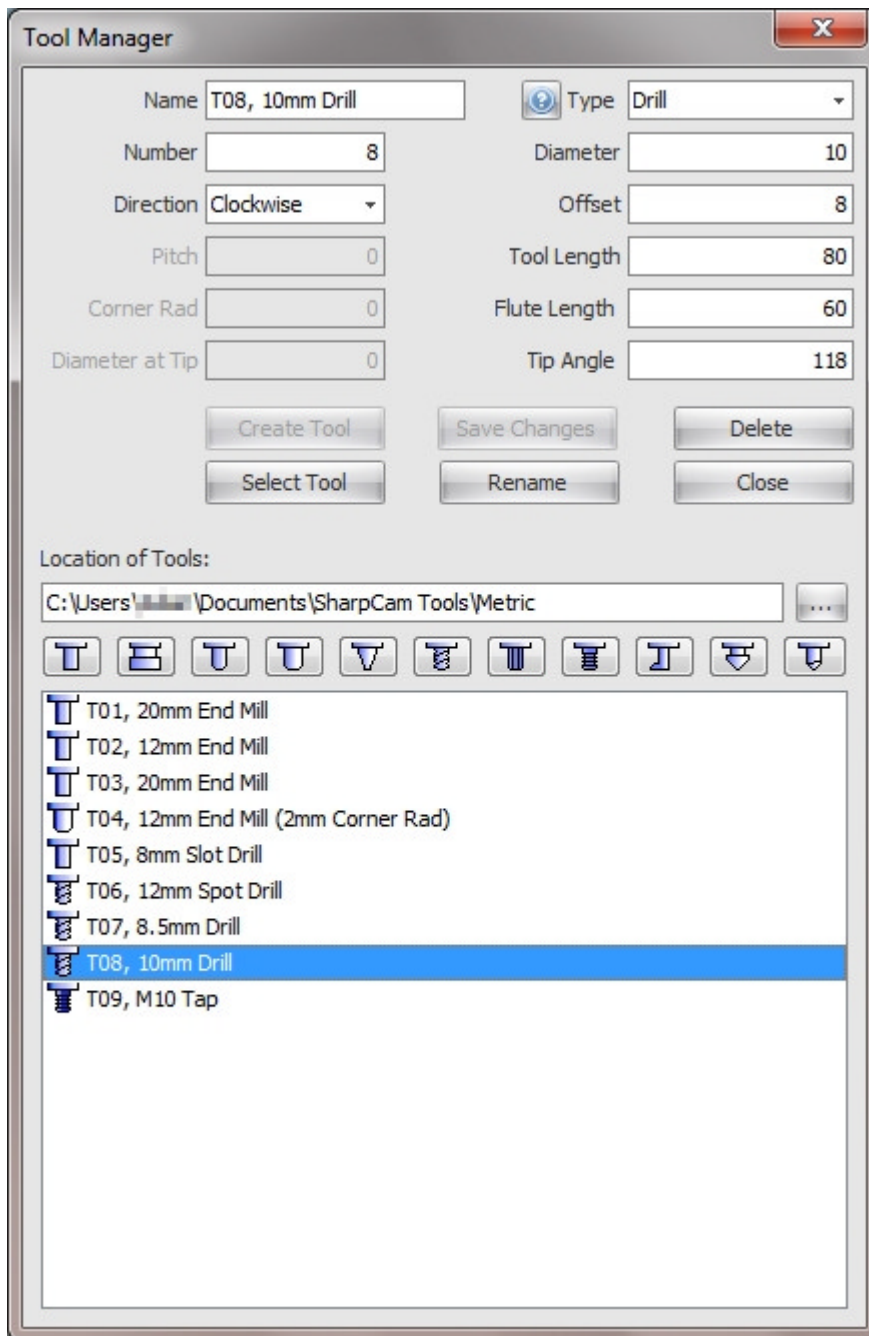 Tool Manager
Name T08, 10mm Drill Type Drill
Number 8 Diameter 10
Direction Clockwise Offset 8
Pitch 0 Tool Length 80
Corner Rad 0 Flute Length 60
Diameter at Tip 0 Tip Angle 118
Create Tool Save Changes Delete
Select Tool Rename Close
Location of Tools:
C:\Users\ \Documents\SharpCam Tools\Metric ...
T01, 20mm End Mill
T02, 12mm End Mill
T03, 20mm End Mill
T04, 12mm End Mill (2mm Corner Rad)
T05, 8mm Slot Drill
T06, 12mm Spot Drill
T07, 8.5mm Drill
T08, 10mm Drill
T09, M10 Tap